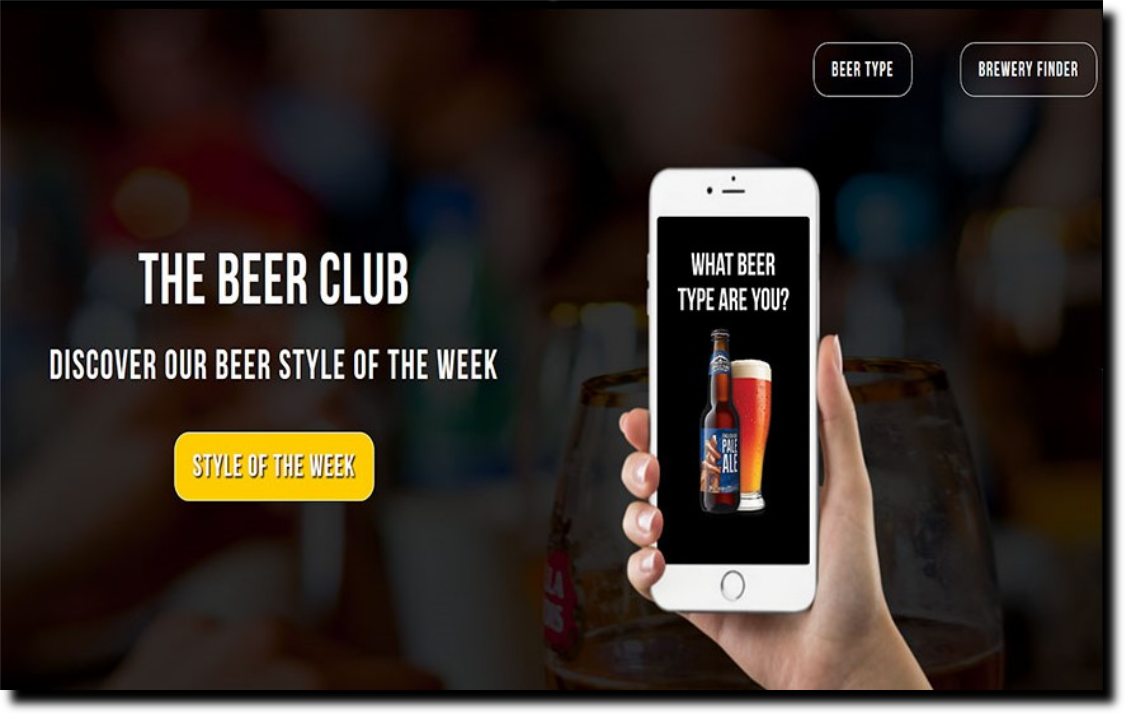 BEER TYPE
BREWERY FINDER
THE BEER CLUB
DISCOVER OUR BEER STYLE OF THE WEEK
STYLE OF THE WEEK
WHAT BEER
TYPE ARE YOU?
PALE
ALE